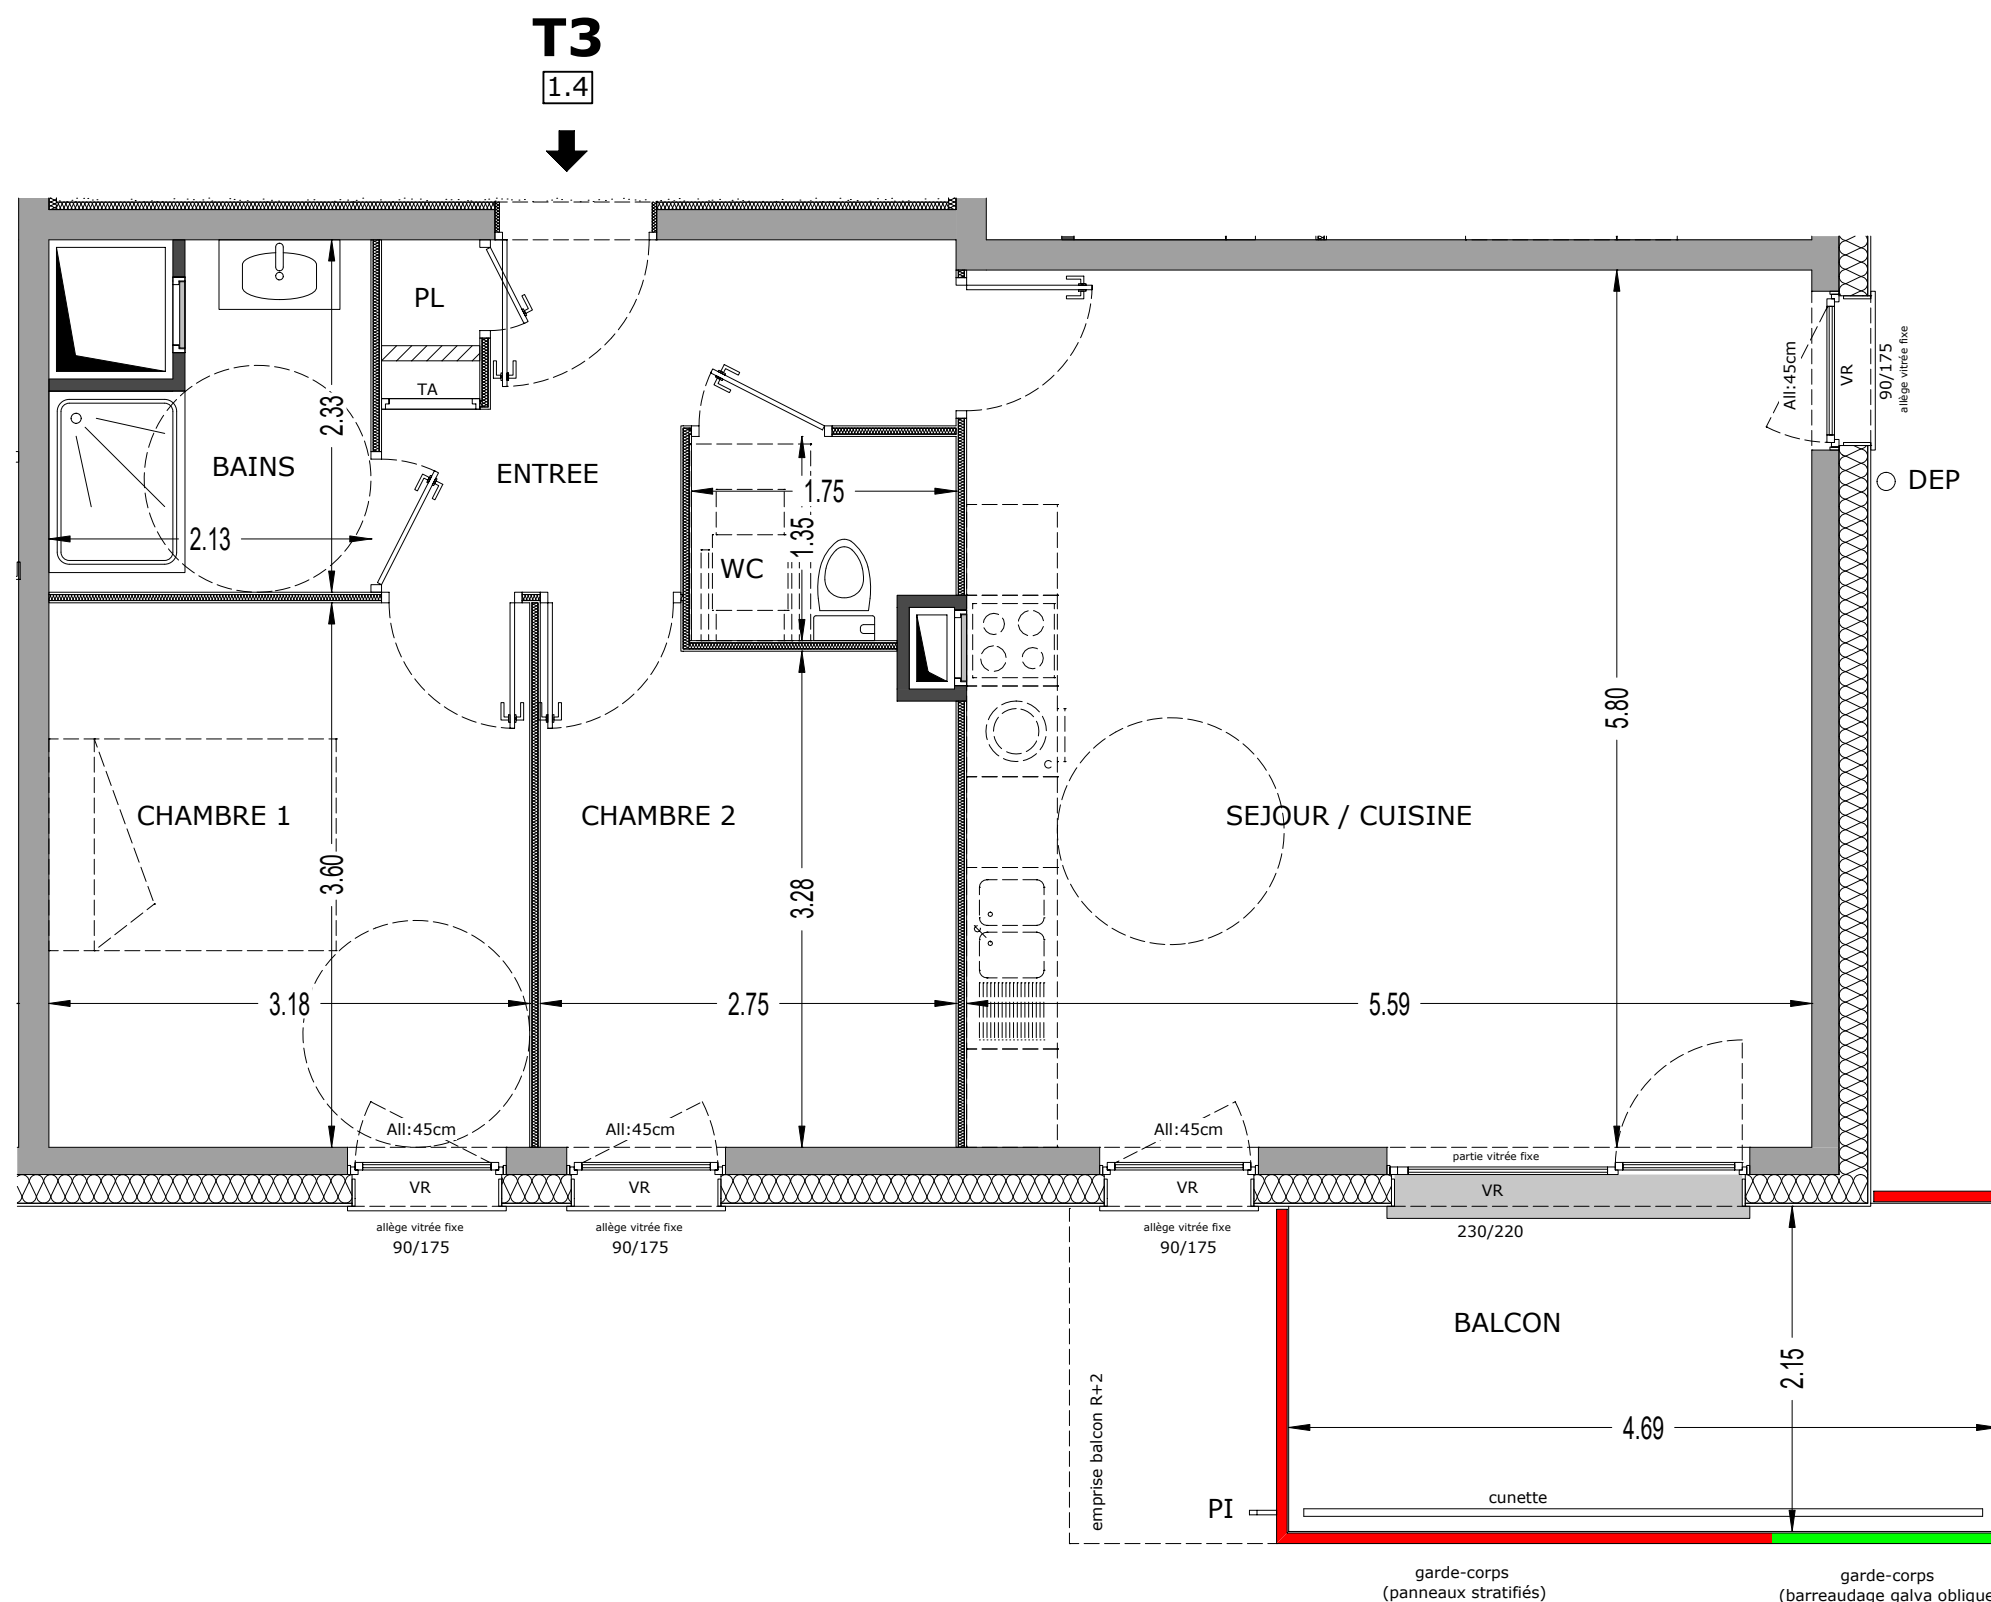 T3
1.4
PL
TA
2.33
BAINS
2.13
ENTREE
1.75
1.35
WC
All:45cm
VR
90/175
allège vitrée fixe
DEP
5.80
CHAMBRE 1
CHAMBRE 2
SEJOUR / CUISINE
3.60
3.28
3.18
2.75
5.59
All:45cm
All:45cm
All:45cm
partie vitrée fixe
VR
VR
VR
VR
allège vitrée fixe
90/175
allège vitrée fixe
90/175
allège vitrée fixe
90/175
230/220
BALCON
2.15
emprise balcon R+2
4.69
cunette
PI
garde-corps
(panneaux stratifiés)
garde-corps
(barreaudage galva oblique